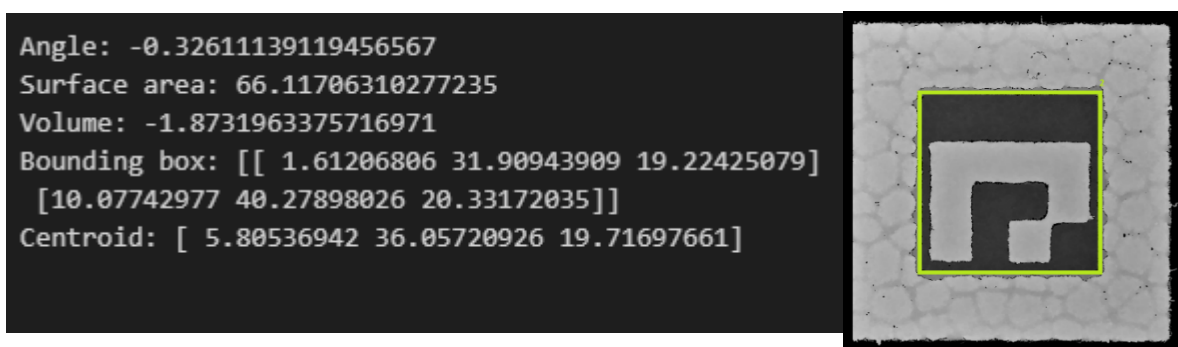 Angle: -0.32611139119456567
Surface area: 66.11706310277235
Volume: -1.8731963375716971
Bounding box: [[ 1.61206806 31.90943909 19.22425079]
[10.07742977 40.27898026 20.33172035]]
Centroid: [ 5.80536942 36.05720926 19.71697661]